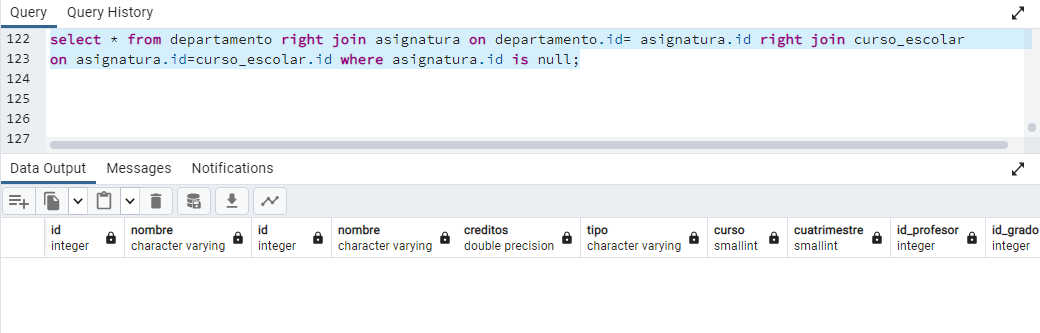 Query Query History
122 select * from departamento right join asignatura on departamento.id= asignatura.id right join curso_escolar
123 on asignatura.id=curso_escolar.id where asignatura.id is null;
124
125
126
127
Data Output Messages Notifications
id nombre id nombre creditos tipo curso cuatrimestre id_profesor id_grado
integer character varying integer character varying double precision character varying smallint smallint integer integer